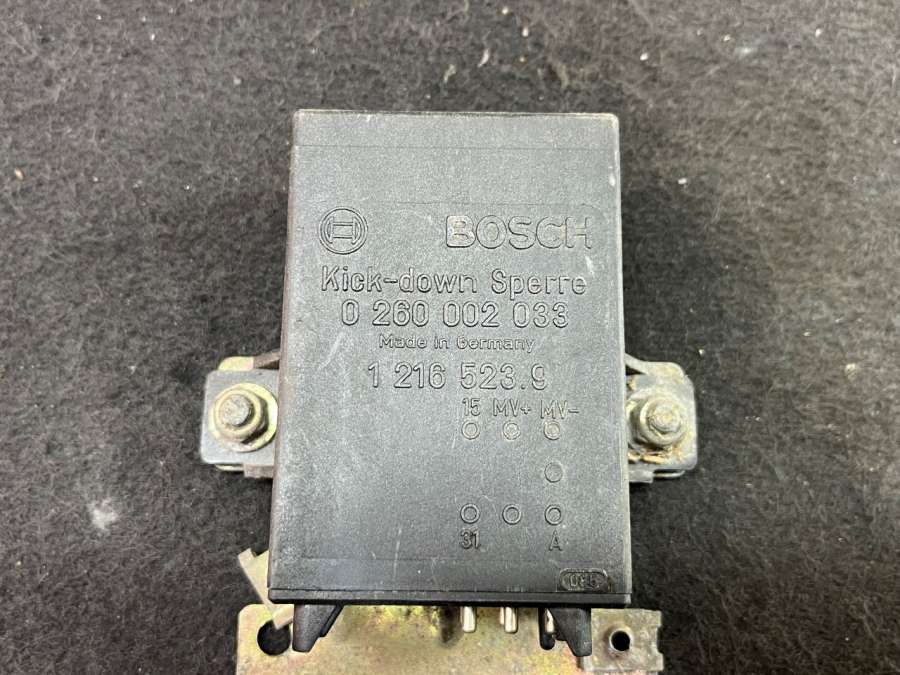 BOSCH
Kick-down Sperre
0 260 002 033
Made in Germany
1 216 523.9
15 MV+ MV-
31 A
085